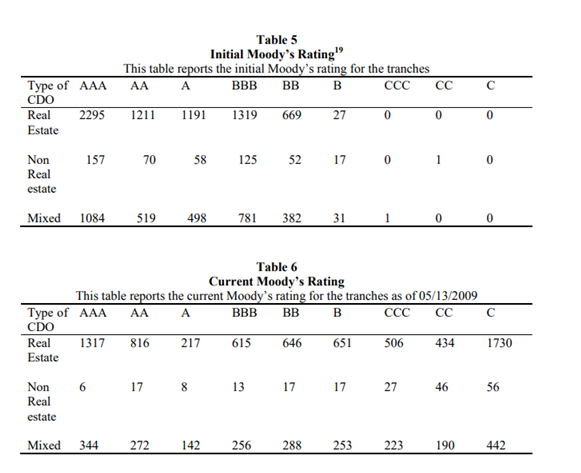 Table 5
Initial Moody's Rating19
This table reports the initial Moody's rating for the tranches
Type of CDO AAA AA A BBB BB B CCC CC C
Real Estate 2295 1211 1191 1319 669 27 0 0 0
Non Real estate 157 70 58 125 52 17 0 1 0
Mixed 1084 519 498 781 382 31 1 0 0
Table 6
Current Moody's Rating
This table reports the current Moody's rating for the tranches as of 05/13/2009
Type of CDO AAA AA A BBB BB B CCC CC C
Real Estate 1317 816 217 615 646 651 506 434 1730
Non Real estate 6 17 8 13 17 17 27 46 56
Mixed 344 272 142 256 288 253 223 190 442